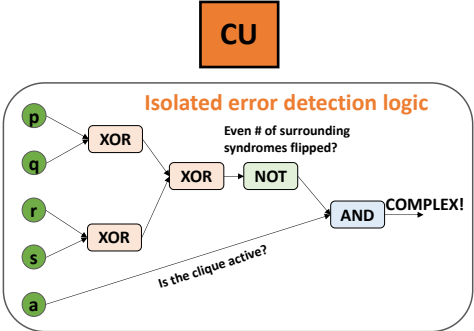 CU
Isolated error detection logic
p
q
r
s
a
XOR
XOR
XOR
Even # of surrounding
syndromes flipped?
NOT
AND
COMPLEX!
Is the clique active?